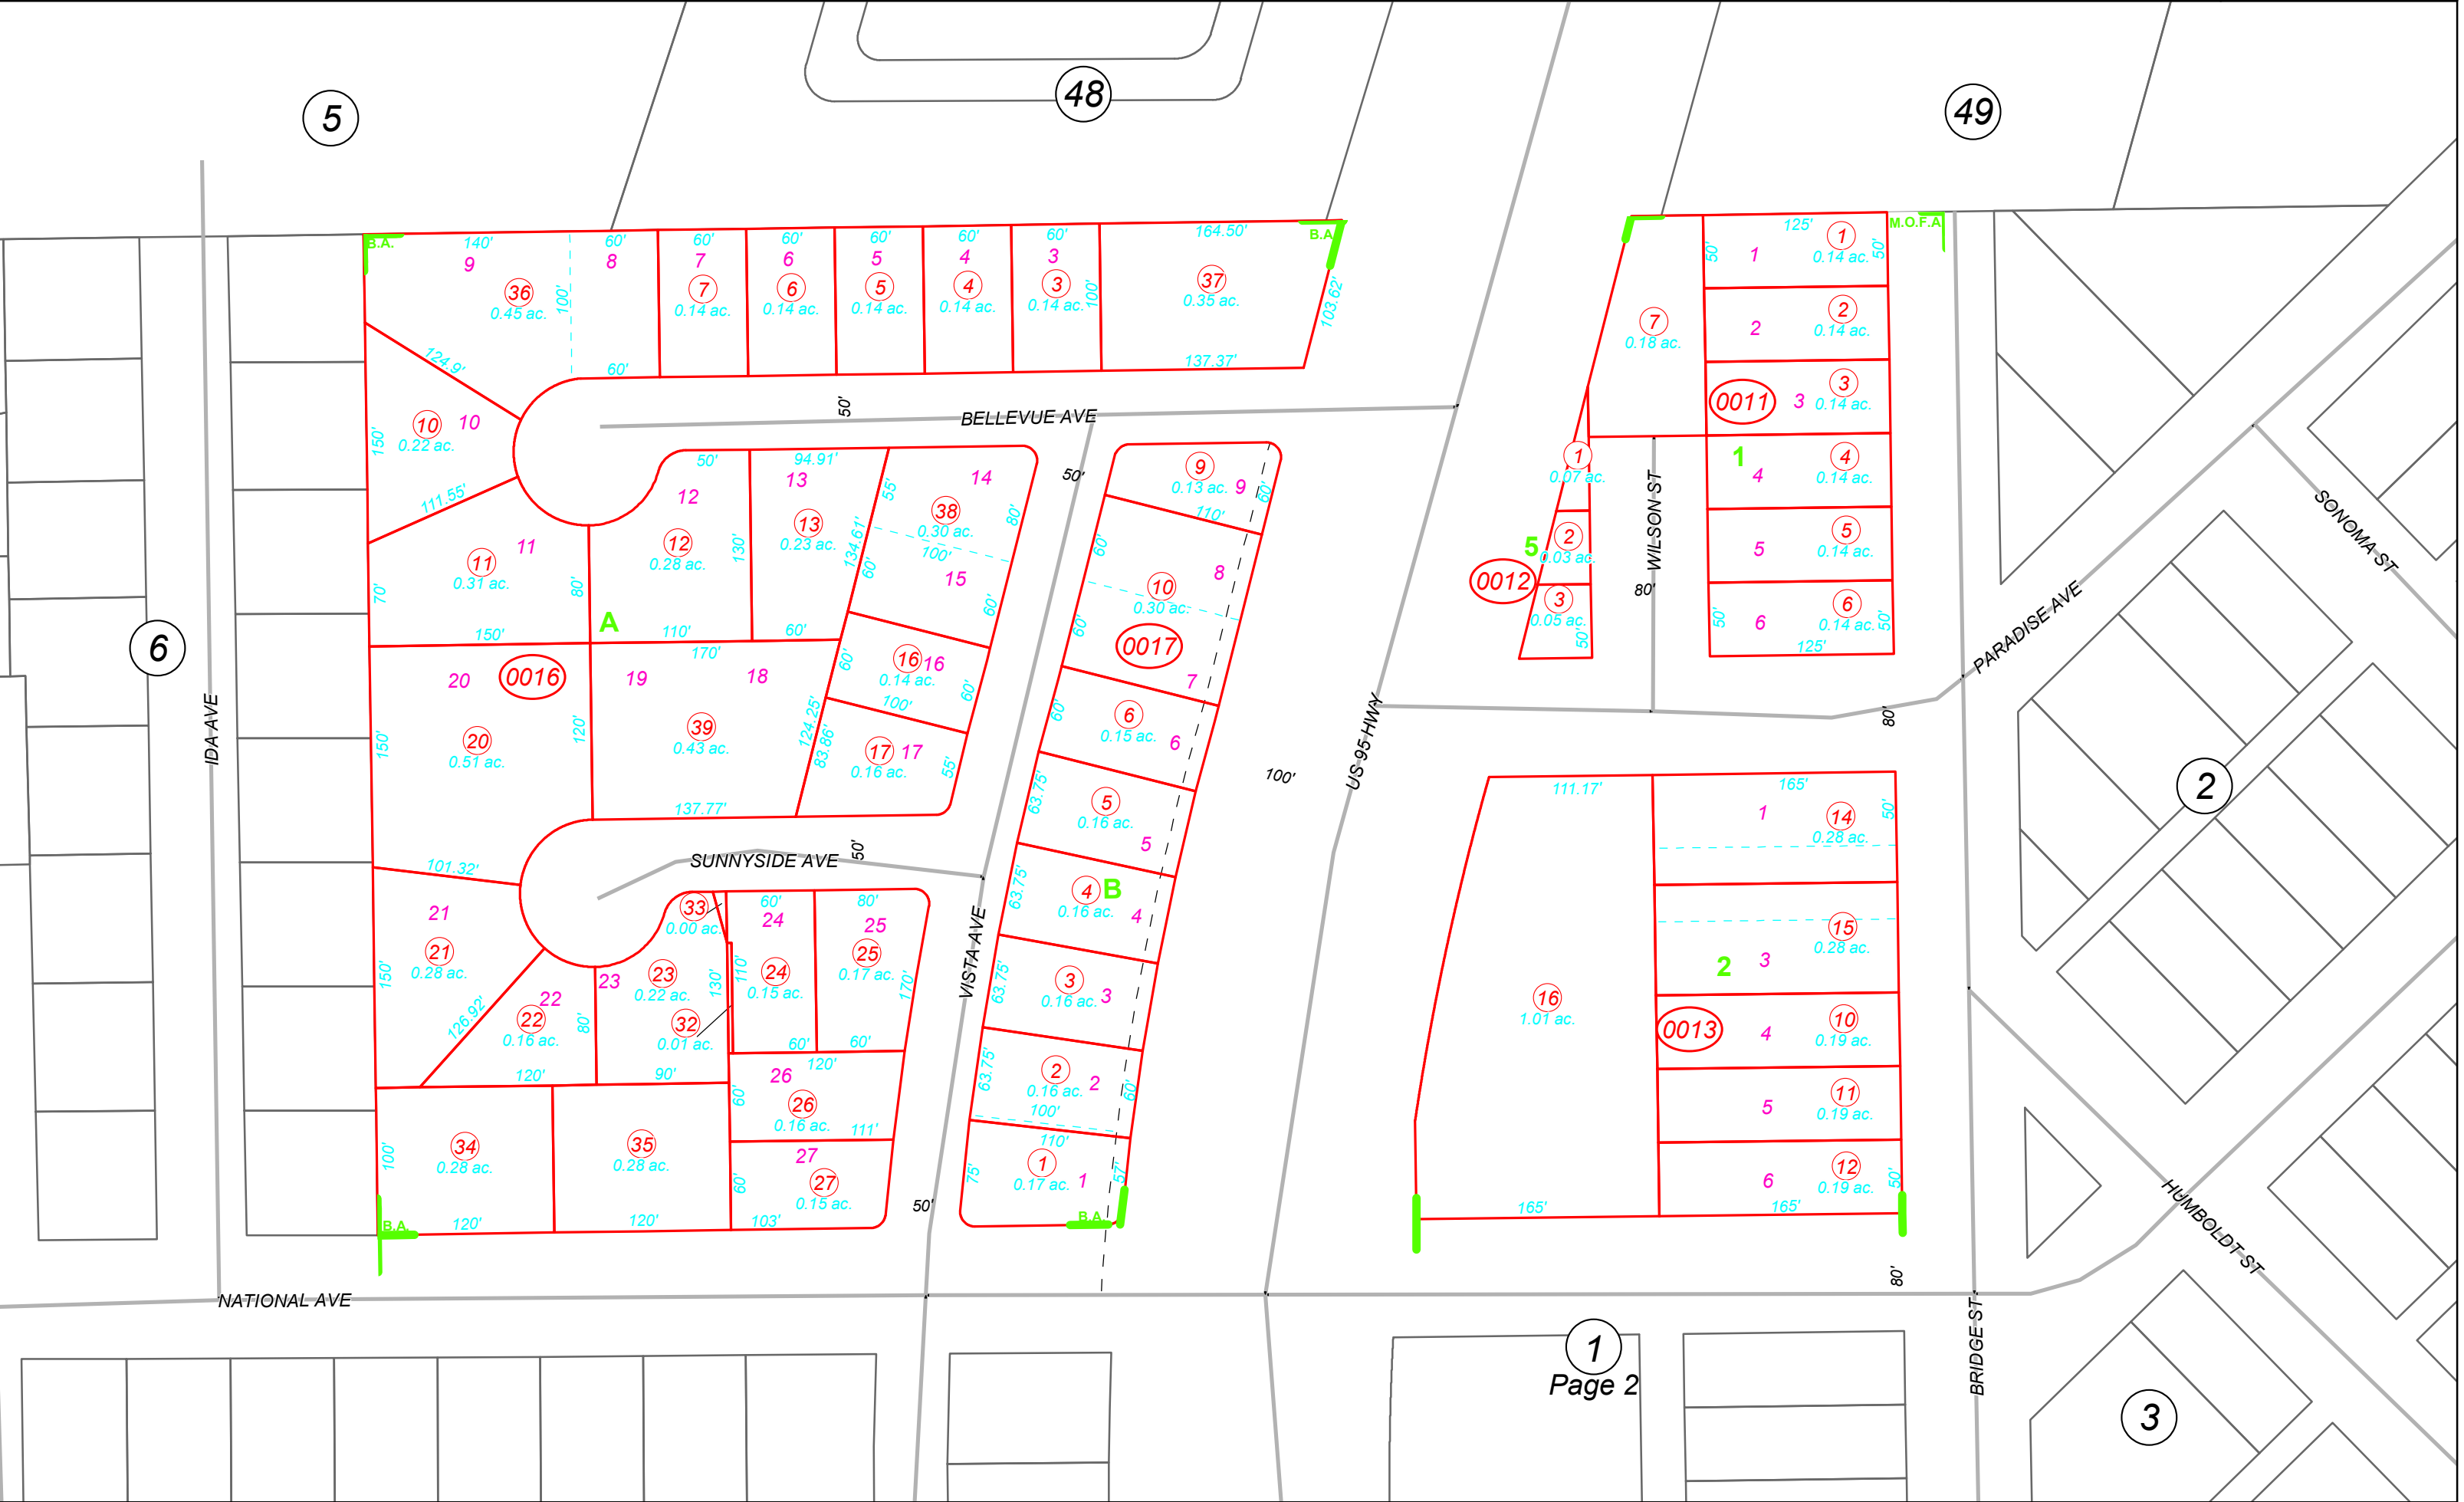 5
48
49
6
2
1
Page 2
3
IDA AVE
BELLEVUE AVE
50'
50'
SUNNYSIDE AVE
50'
VISTA AVE
50'
US-95 HWY
100'
WILSON ST
80'
PARADISE AVE
80'
SONOMA ST
HUMBOLDT ST
BRIDGE ST
80'
NATIONAL AVE
B.A.
140'
9
36
0.45 ac.
100'
60'
8
60'
60'
7
7
0.14 ac.
60'
6
6
0.14 ac.
60'
5
5
0.14 ac.
60'
4
4
0.14 ac.
60'
3
3
0.14 ac.
100'
164.50'
37
0.35 ac.
137.37'
103.62'
B.A.
124.9'
10
10
0.22 ac.
150'
111.55'
11
11
0.31 ac.
70'
80'
150'
A
50'
12
12
0.28 ac.
130'
110'
94.91'
13
13
0.23 ac.
60'
134.61'
55'
60'
14
38
0.30 ac.
80'
100'
15
60'
60'
16
16
0.14 ac.
60'
100'
17
17
0.16 ac.
55'
124.25'
83.86'
0016
20
20
0.51 ac.
150'
120'
170'
19
18
39
0.43 ac.
137.77'
101.32'
21
21
0.28 ac.
150'
126.92'
22
22
0.16 ac.
80'
120'
23
23
0.22 ac.
130'
90'
33
0.00 ac.
32
0.01 ac.
60'
24
24
0.15 ac.
110'
60'
80'
25
25
0.17 ac.
170'
60'
120'
26
26
0.16 ac.
60'
111'
27
27
0.15 ac.
60'
103'
34
0.28 ac.
100'
120'
35
0.28 ac.
120'
B.A.
9
0.13 ac.
9
60'
110'
60'
8
10
0.30 ac.
60'
0017
7
60'
6
0.15 ac.
6
63.75'
5
0.16 ac.
5
63.75'
4
B
0.16 ac.
4
63.75'
3
0.16 ac.
3
63.75'
2
0.16 ac.
2
60'
100'
110'
75'
1
0.17 ac.
1
57'
B.A.
M.O.F.A
7
0.18 ac.
125'
50'
1
1
0.14 ac.
50'
2
2
0.14 ac.
0011
3
3
0.14 ac.
1
4
4
0.14 ac.
5
5
0.14 ac.
50'
6
6
0.14 ac.
50'
125'
1
0.07 ac.
5
2
0.03 ac.
0012
3
0.05 ac.
50'
111.17'
16
1.01 ac.
165'
165'
1
14
0.28 ac.
50'
15
0.28 ac.
2
3
0013
4
10
0.19 ac.
5
11
0.19 ac.
6
12
0.19 ac.
50'
165'